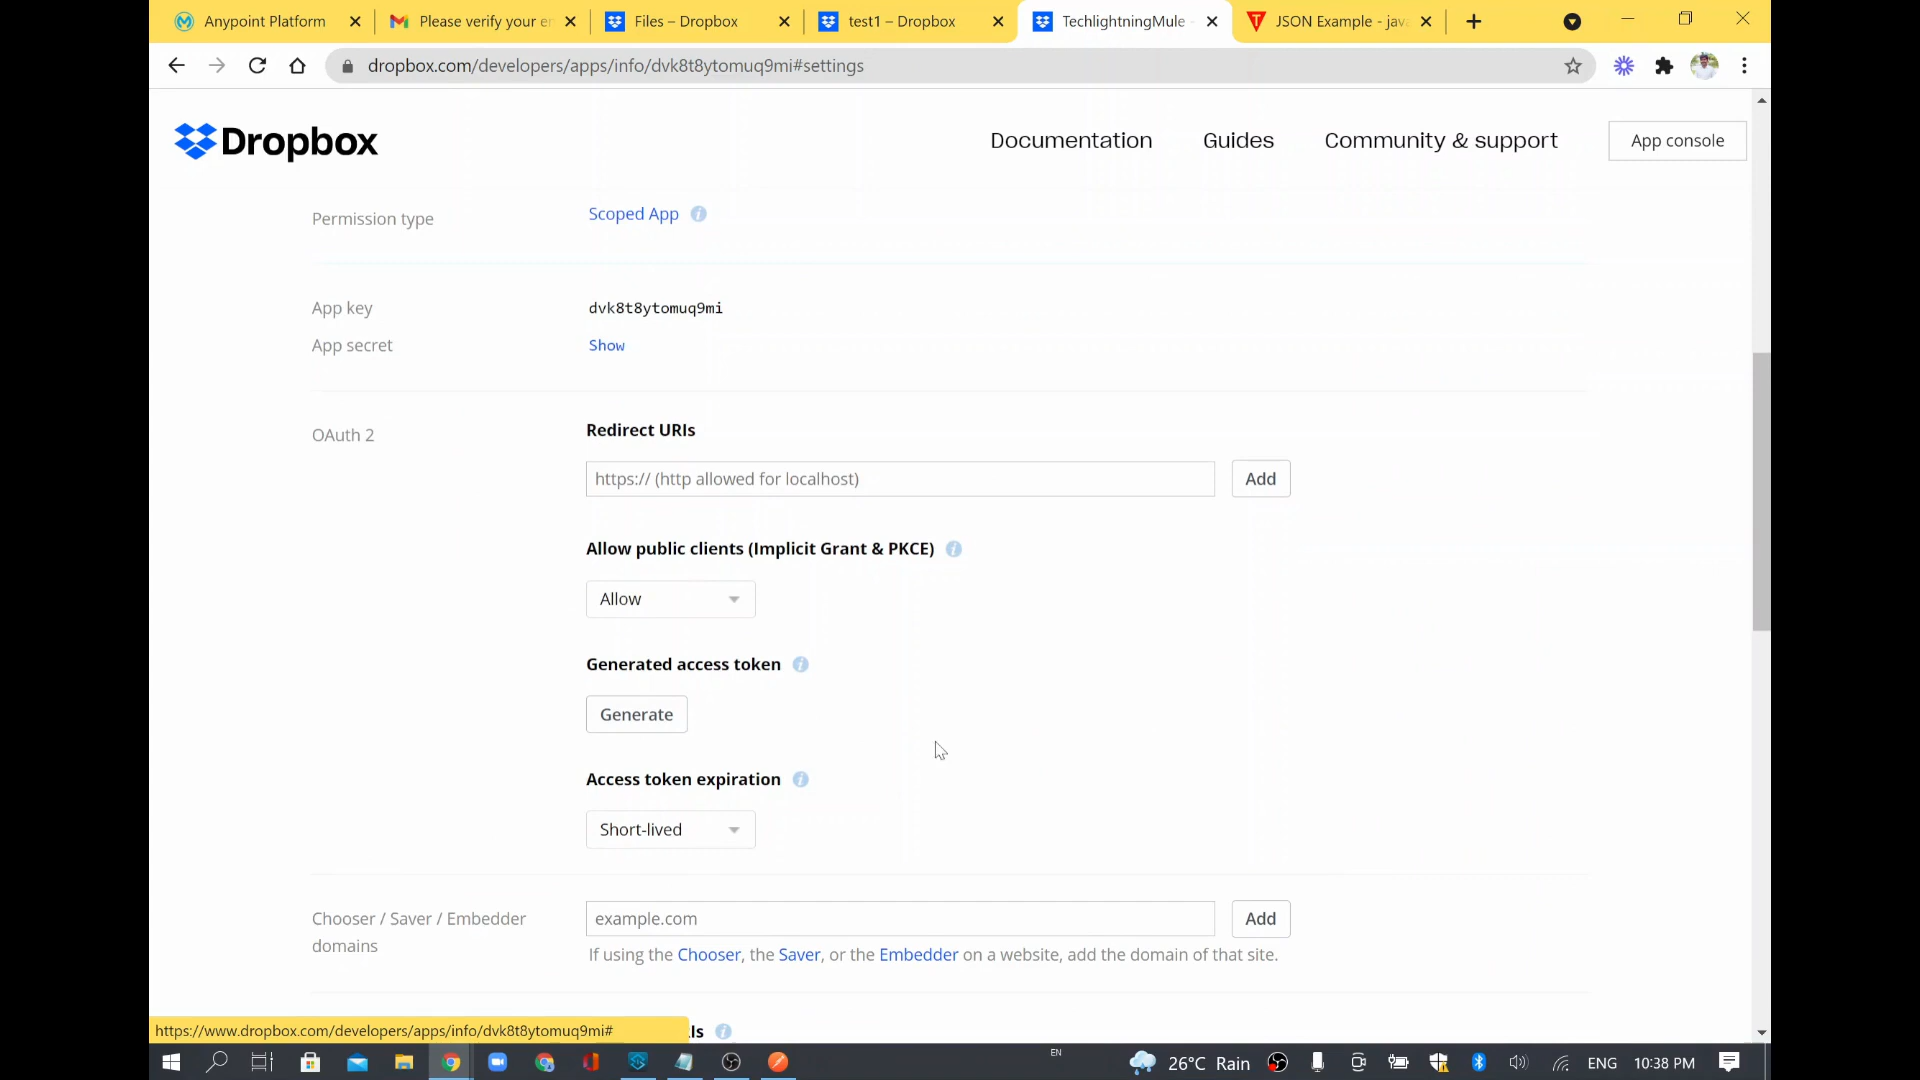 Anypoint Platform
Please verify your e
Files – Dropbox
test1 – Dropbox
TechlightningMule -
JSON Example - jav
dropbox.com/developers/apps/info/dvk8t8ytomuq9mi#settings
Dropbox
Documentation
Guides
Community & support
App console
Permission type
Scoped App
App key
dvk8t8ytomuq9mi
App secret
Show
OAuth 2
Redirect URIs
https:// (http allowed for localhost)
Add
Allow public clients (Implicit Grant & PKCE)
Allow
Generated access token
Generate
Access token expiration
Short-lived
Chooser / Saver / Embedder
domains
example.com
Add
If using the Chooser, the Saver, or the Embedder on a website, add the domain of that site.
https://www.dropbox.com/developers/apps/info/dvk8t8ytomuq9mi#
ls
EN
26°C Rain
ENG
10:38 PM